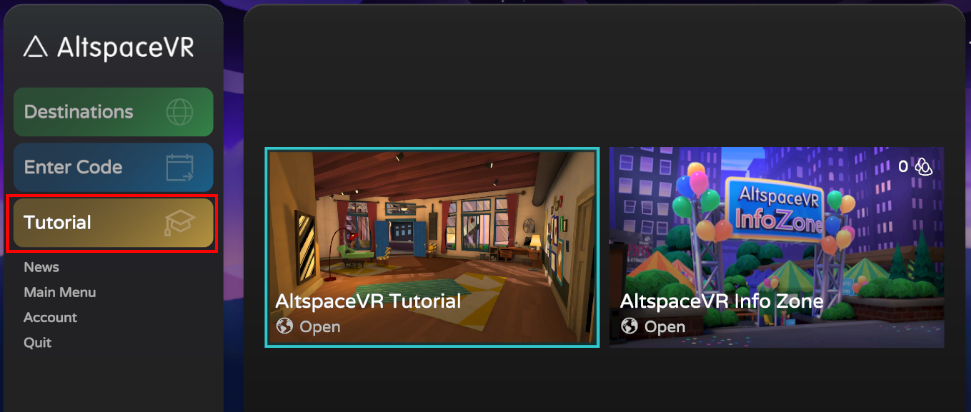 AltspaceVR
Destinations
Enter Code
Tutorial
News
Main Menu
Account
Quit
AltspaceVR Tutorial
Open
0
AltspaceVR
InfoZone
AltspaceVR Info Zone
Open